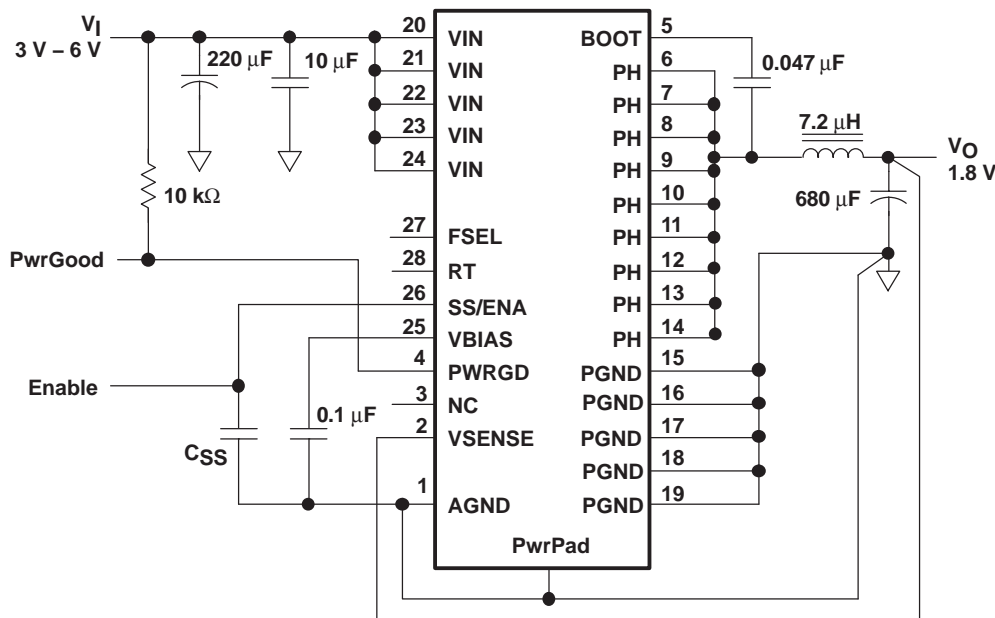 VI
3 V – 6 V
220 μF
10 μF
10 kΩ
PwrGood
Enable
CSS
0.1 μF
20 VIN
21 VIN
22 VIN
23 VIN
24 VIN
27 FSEL
28 RT
26 SS/ENA
25 VBIAS
4 PWRGD
3 NC
2 VSENSE
1 AGND
BOOT 5
PH 6
PH 7
PH 8
PH 9
PH 10
PH 11
PH 12
PH 13
PH 14
PGND 15
PGND 16
PGND 17
PGND 18
PGND 19
PwrPad
0.047 μF
7.2 μH
VO
1.8 V
680 μF